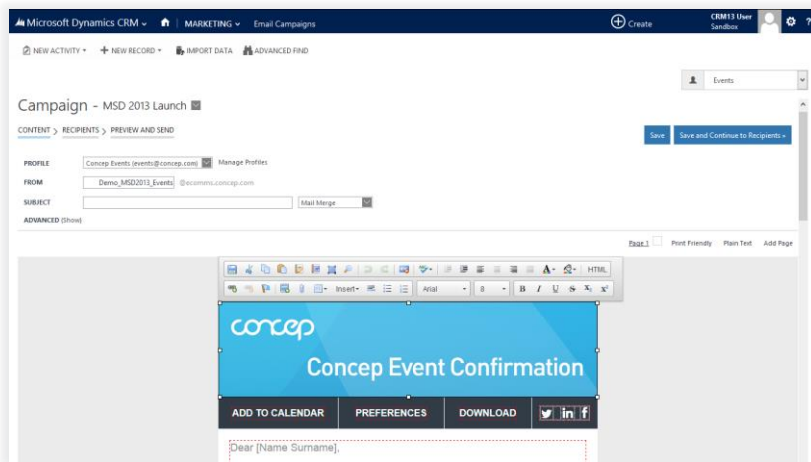 Microsoft Dynamics CRM MARKETING Email Campaigns Create CRM13 User
Sandbox
?
NEW ACTIVITY NEW RECORD IMPORT DATA ADVANCED FIND
Events
Campaign - MSD 2013 Launch
CONTENT > RECIPIENTS > PREVIEW AND SEND
Save Save and Continue to Recipients »
PROFILE Concep Events (events@concep.com) Manage Profiles
FROM Demo_MSD2013_Events @ecomms.concep.com
SUBJECT Mail Merge
ADVANCED (Show)
Page 1 Print Friendly Plain Text Add Page
A HTML
Insert Arial 8 B I U S X₂ X²
concep
Concep Event Confirmation
ADD TO CALENDAR PREFERENCES DOWNLOAD in f
Dear [Name Surname],